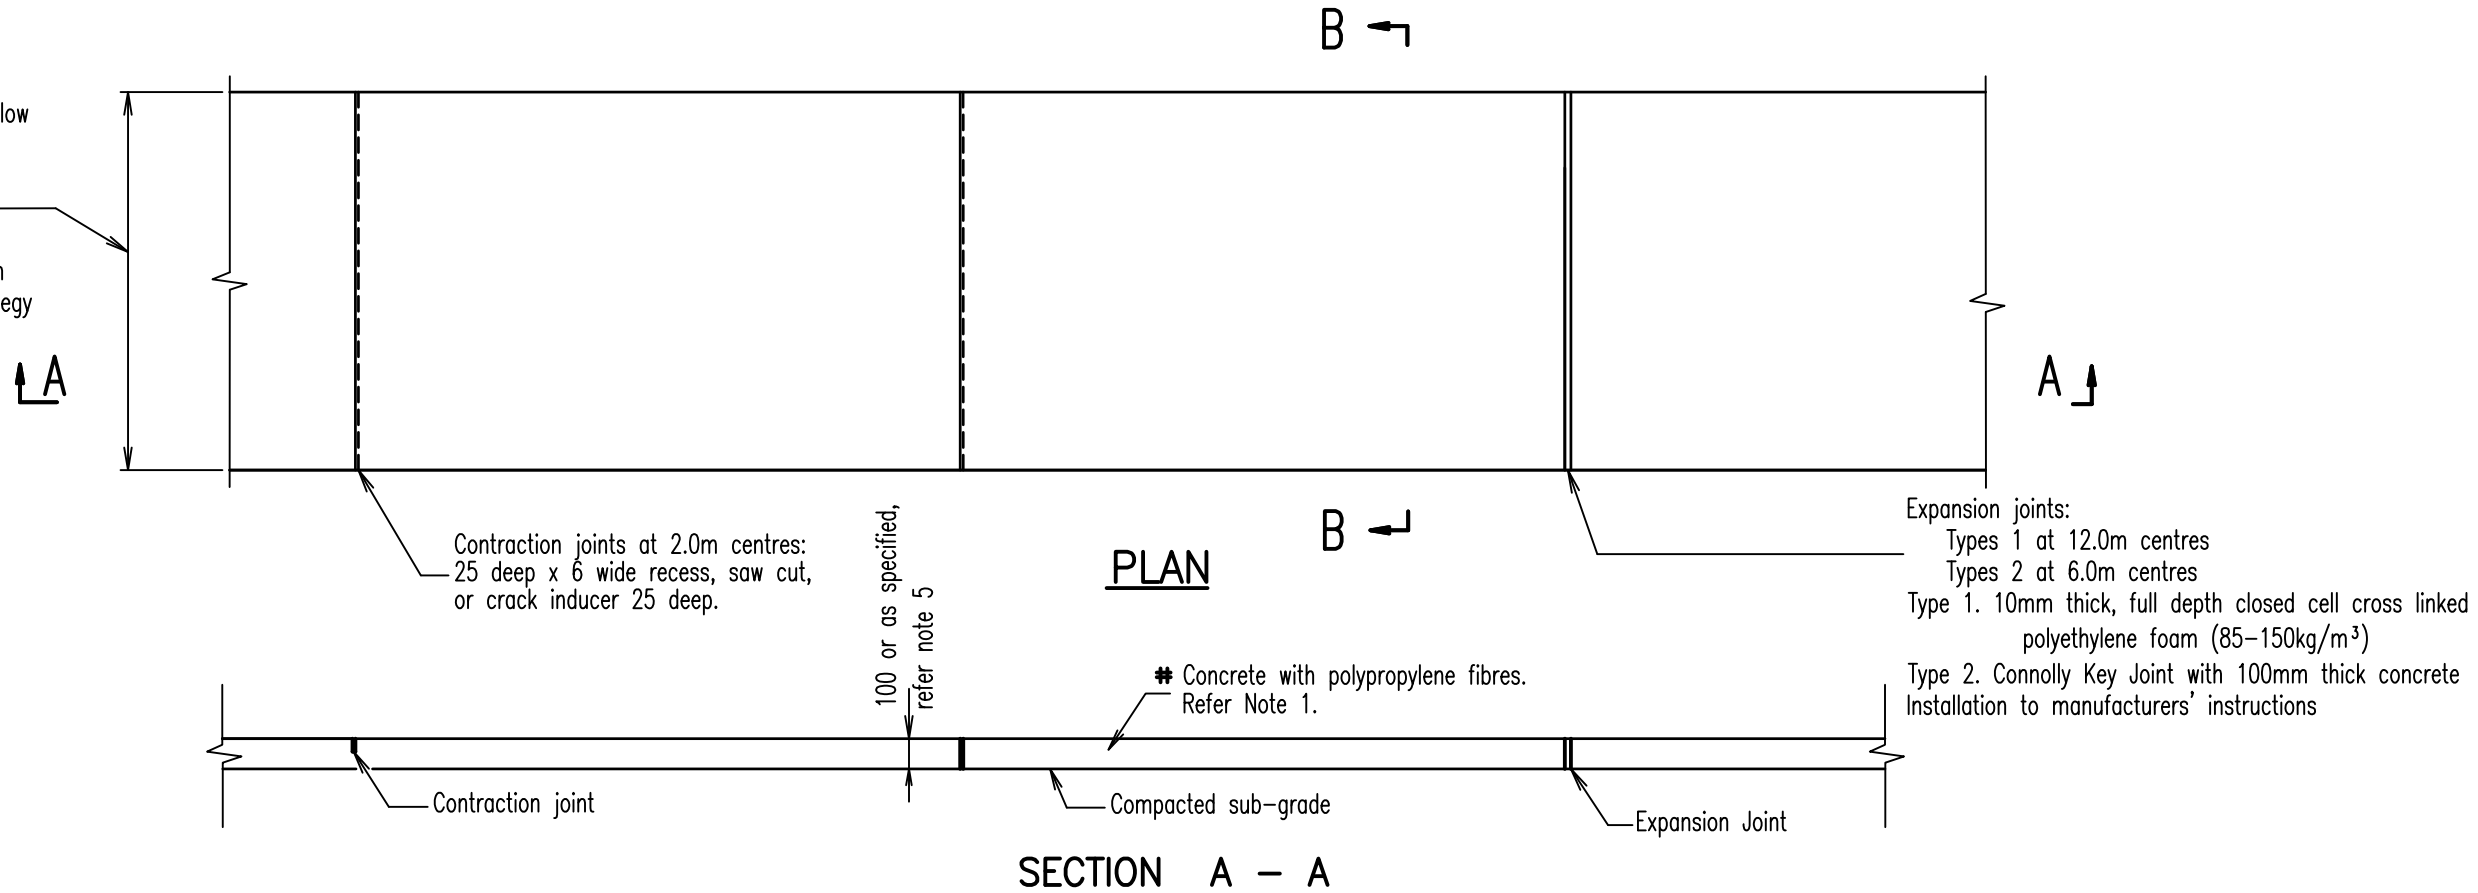 B
low
n
egy
A
A
Contraction joints at 2.0m centres:
25 deep x 6 wide recess, saw cut,
or crack inducer 25 deep.
100 or as specified,
refer note 5
B
PLAN
Expansion joints:
Types 1 at 12.0m centres
Types 2 at 6.0m centres
Type 1. 10mm thick, full depth closed cell cross linked
polyethylene foam (85-150kg/m³)
Type 2. Connolly Key Joint with 100mm thick concrete
Installation to manufacturers' instructions
# Concrete with polypropylene fibres.
Refer Note 1.
Contraction joint
Compacted sub-grade
Expansion Joint
SECTION A - A